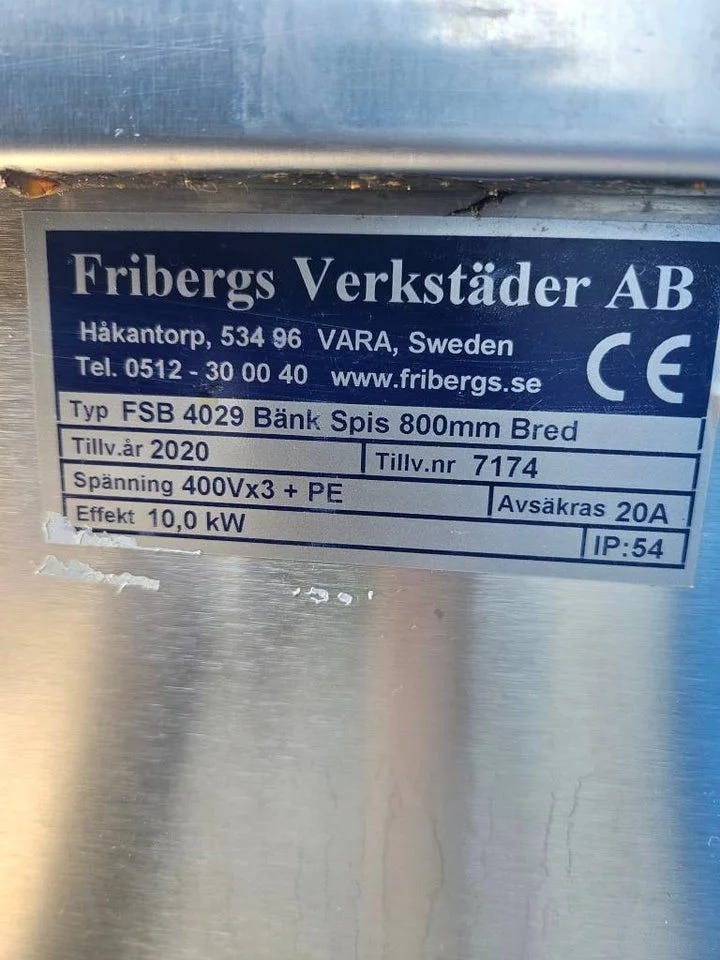 Fribergs Verkstäder AB
Håkantorp, 534 96 VARA, Sweden
Tel. 0512 - 30 00 40 www.fribergs.se
CE
Typ FSB 4029 Bänk Spis 800mm Bred
Tillv.år 2020 Tillv.nr 7174
Spänning 400Vx3 + PE Avsäkras 20A
Effekt 10,0 kW IP:54